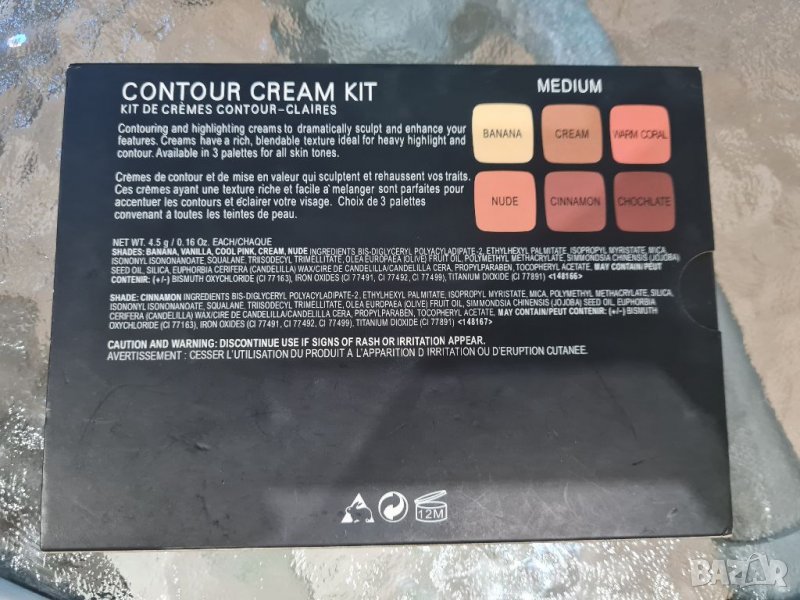 CONTOUR CREAM KIT
KIT DE CRÈMES CONTOUR-CLAIRES
Contouring and highlighting creams to dramatically sculpt and enhance your
features. Creams have a rich, blendable texture ideal for heavy highlight and
contour. Available in 3 palettes for all skin tones.
Crèmes de contour et de mise en valeur qui sculptent et rehaussent vos traits.
Ces crèmes ayant une texture riche et facile a' melanger sont parfaites pour
accentuer les contours et éclairer votre visage. Choix de 3 palettes
convenant à toutes les teintes de peau.
MEDIUM
BANANA
CREAM
WARM CORAL
NUDE
CINNAMON
CHOCHLATE
NET WT. 4.5 g / 0.16 Oz. EACH/CHAQUE
SHADES: BANANA, VANILLA, COOL PINK, CREAM, NUDE INGREDIENTS BIS-DIGLYCERYL POLYACYLADIPATE-2, ETHYLHEXYL PALMITATE, ISOPROPYL MYRISTATE, MICA,
ISONONYL ISONONANOATE, SQUALANE, TRIISODECYL TRIMELLITATE, OLEA EUROPAEA (OLIVE) FRUIT OIL, POLYMETHYL METHACRYLATE, SIMMONDSIA CHINENSIS (JOJOBA)
SEED OIL, SILICA, EUPHORBIA CERIFERA (CANDELILLA) WAX/CIRE DE CANDELILLA/CANDELILLA CERA, PROPYLPARABEN, TOCOPHERYL ACETATE, MAY CONTAIN/PEUT
CONTENIR: (+/-) BISMUTH OXYCHLORIDE (CI 77163), IRON OXIDES (CI 77491, CI 77492, CI 77499), TITANIUM DIOXIDE (CI 77891) <148166>
SHADE: CINNAMON INGREDIENTS BIS-DIGLYCERYL POLYACYLADIPATE-2, ETHYLHEXYL PALMITATE, ISOPROPYL MYRISTATE, MICA, POLYMETHYL METHACRYLATE, SILICA,
ISONONYL ISONONANOATE, SQUALANE, TRIISODECYL TRIMELLITATE, OLEA EUROPAEA (OLIVE) FRUIT OIL, SIMMONDSIA CHINENSIS (JOJOBA) SEED OIL, EUPHORBIA
CERIFERA (CANDELILLA) WAX/CIRE DE CANDELILLA/CANDELILLA CERA, PROPYLPARABEN, TOCOPHERYL ACETATE, MAY CONTAIN/PEUT CONTENIR: (+/-) BISMUTH
OXYCHLORIDE (CI 77163), IRON OXIDES (CI 77491, CI 77492, CI 77499), TITANIUM DIOXIDE (CI 77891) <148167>
CAUTION AND WARNING: DISCONTINUE USE IF SIGNS OF RASH OR IRRITATION APPEAR.
AVERTISSEMENT : CESSER L'UTILISATION DU PRODUIT À L'APPARITION D IRRITATION OU D'ERUPTION CUTANEE.
12M
BAZAR